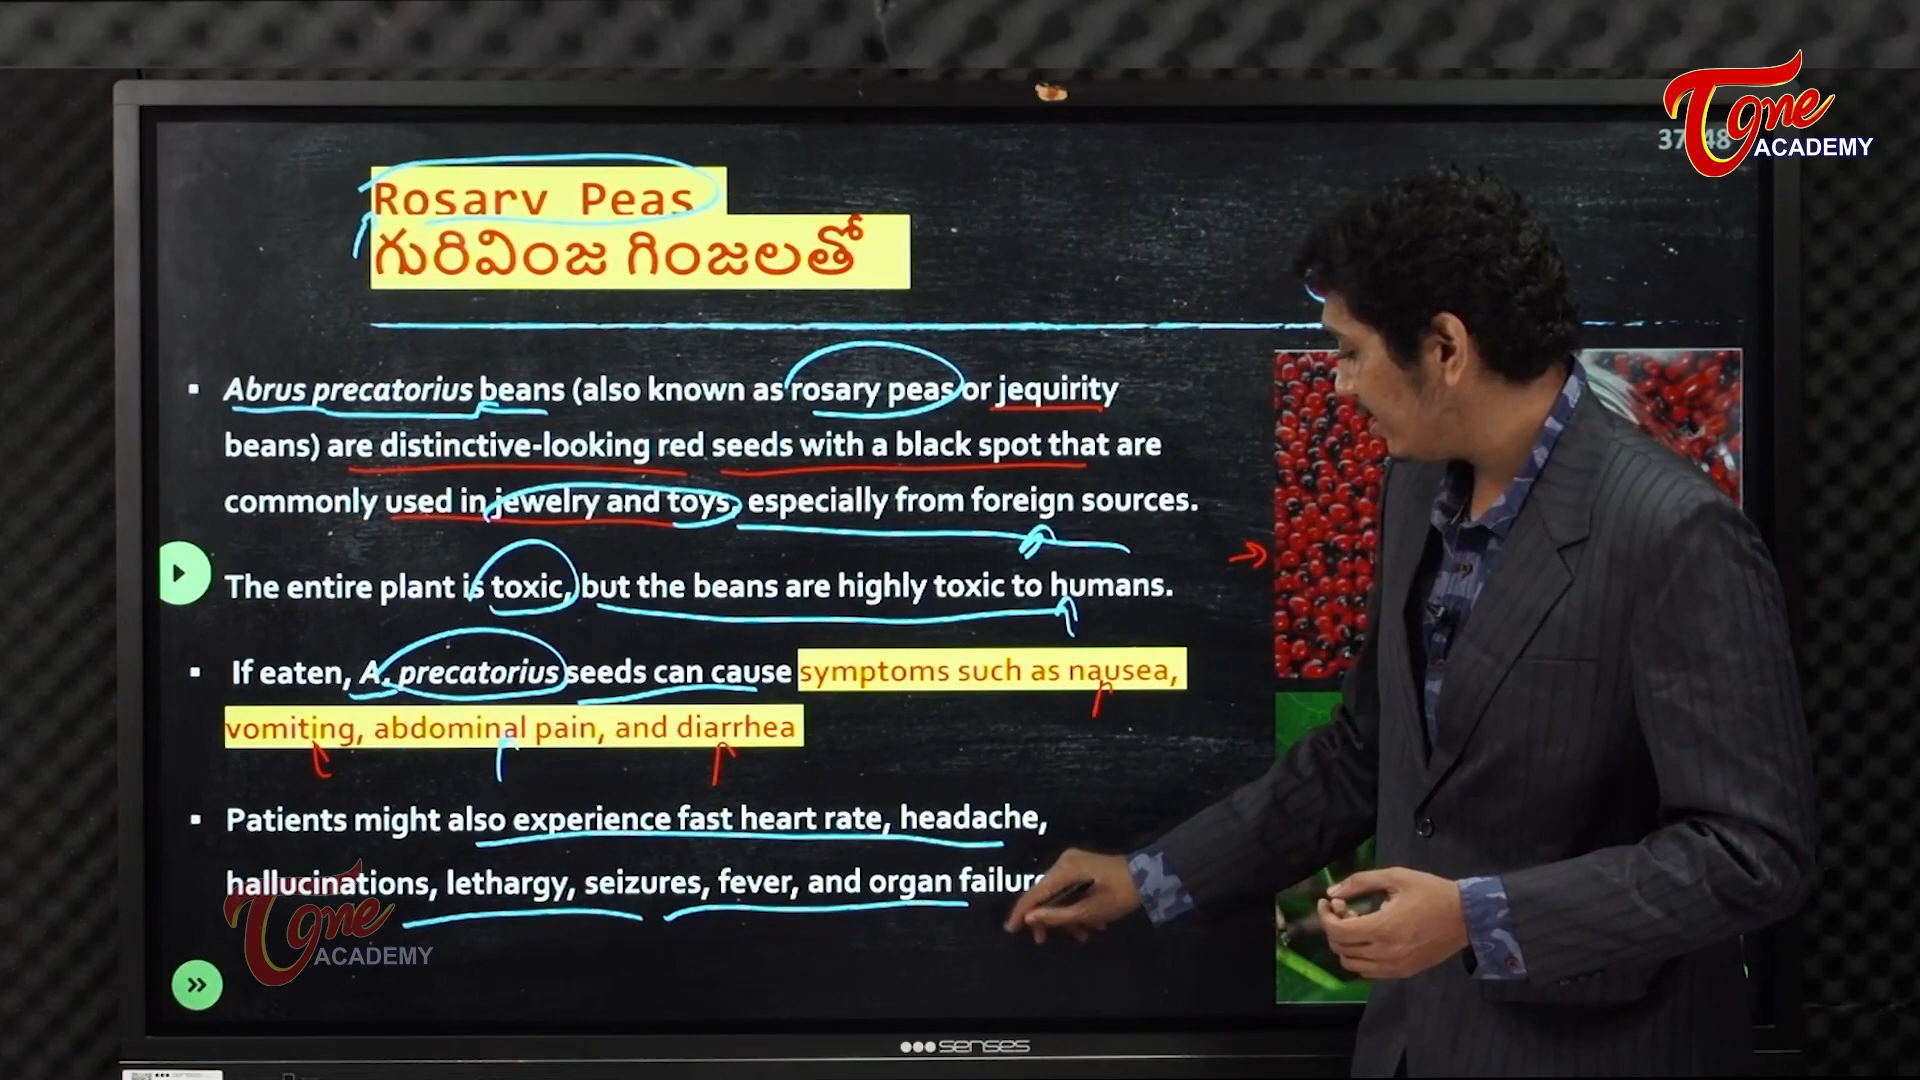 Tone
ACADEMY
Rosary Peas
గురివింజ గింజలతో
▪ Abrus precatorius beans (also known as rosary peas or jequirity
beans) are distinctive-looking red seeds with a black spot that are
commonly used in jewelry and toys, especially from foreign sources.
The entire plant is toxic, but the beans are highly toxic to humans.
▪ If eaten, A. precatorius seeds can cause symptoms such as nausea,
vomiting, abdominal pain, and diarrhea
▪ Patients might also experience fast heart rate, headache,
hallucinations, lethargy, seizures, fever, and organ failure
Tone
ACADEMY
senses